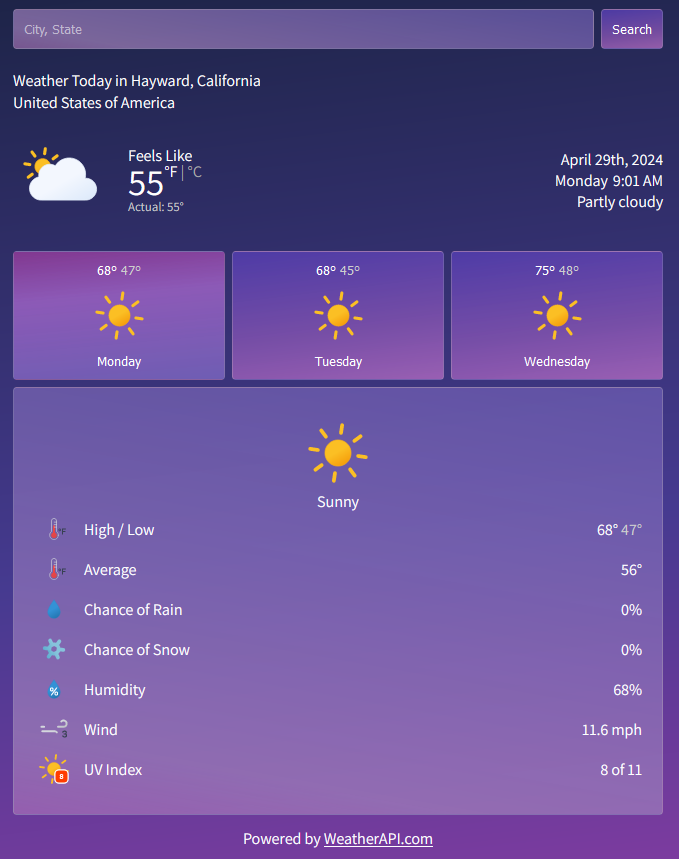 City, State
Search
Weather Today in Hayward, California
United States of America
Feels Like
55°F | °C
Actual: 55°
April 29th, 2024
Monday 9:01 AM
Partly cloudy
68° 47°
Monday
68° 45°
Tuesday
75° 48°
Wednesday
Sunny
°F High / Low 68° 47°
°F Average 56°
Chance of Rain 0%
Chance of Snow 0%
% Humidity 68%
3 Wind 11.6 mph
8 UV Index 8 of 11
Powered by WeatherAPI.com